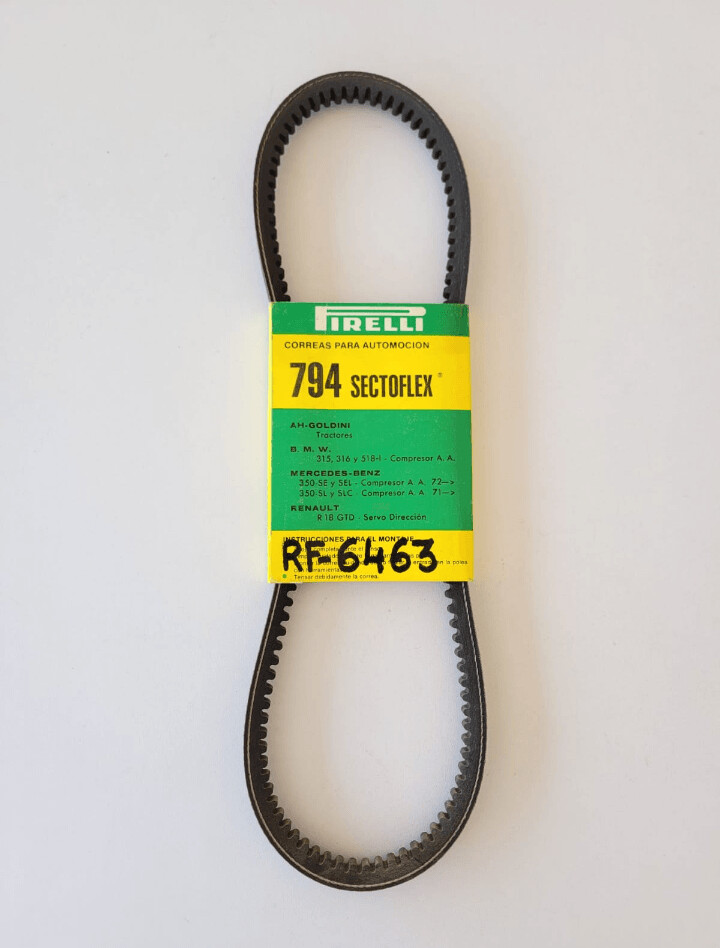 PIRELLI
CORREAS PARA AUTOMOCION
794 SECTOFLEX ®
AH-GOLDINI
Tractores
B. M. W.
315, 316 y 518-I - Compresor A. A.
MERCEDES-BENZ
350-SE y SEL - Compresor A. A. 72-->
350-SL y SLC - Compresor A. A. 71-->
RENAULT
R 18 GTD - Servo Dirección
INSTRUCCIONES PARA EL MONTAJE
RF-6463
la polea
Tensar debidamente la correa.